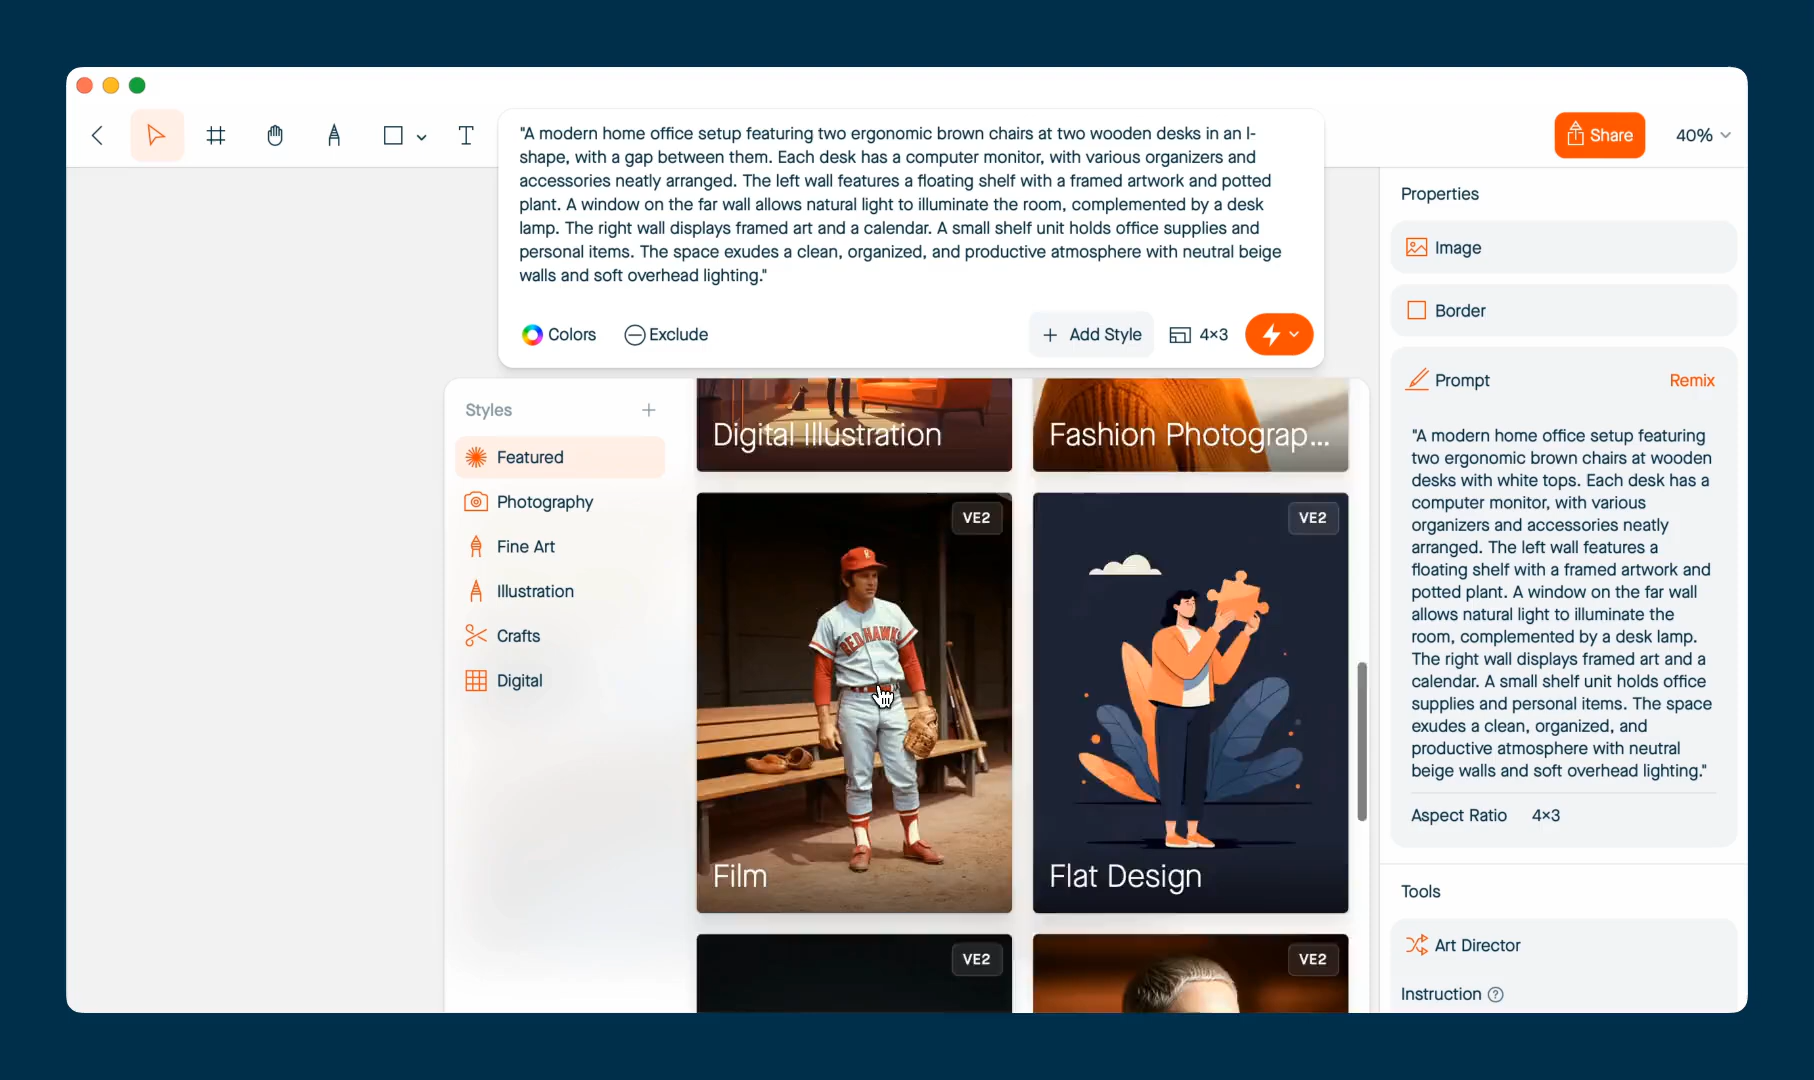 Share
40%
"A modern home office setup featuring two ergonomic brown chairs at two wooden desks in an l-
shape, with a gap between them. Each desk has a computer monitor, with various organizers and
accessories neatly arranged. The left wall features a floating shelf with a framed artwork and potted
plant. A window on the far wall allows natural light to illuminate the room, complemented by a desk
lamp. The right wall displays framed art and a calendar. A small shelf unit holds office supplies and
personal items. The space exudes a clean, organized, and productive atmosphere with neutral beige
walls and soft overhead lighting."
Colors
Exclude
+ Add Style
4×3
Styles
+
Featured
Photography
Fine Art
Illustration
Crafts
Digital
Digital Illustration
Fashion Photograp...
VE2
RED HAWKS
Film
VE2
Flat Design
VE2
VE2
Properties
Image
Border
Prompt
Remix
"A modern home office setup featuring
two ergonomic brown chairs at wooden
desks with white tops. Each desk has a
computer monitor, with various
organizers and accessories neatly
arranged. The left wall features a
floating shelf with a framed artwork and
potted plant. A window on the far wall
allows natural light to illuminate the
room, complemented by a desk lamp.
The right wall displays framed art and a
calendar. A small shelf unit holds office
supplies and personal items. The space
exudes a clean, organized, and
productive atmosphere with neutral
beige walls and soft overhead lighting."
Aspect Ratio 4×3
Tools
Art Director
Instruction ?